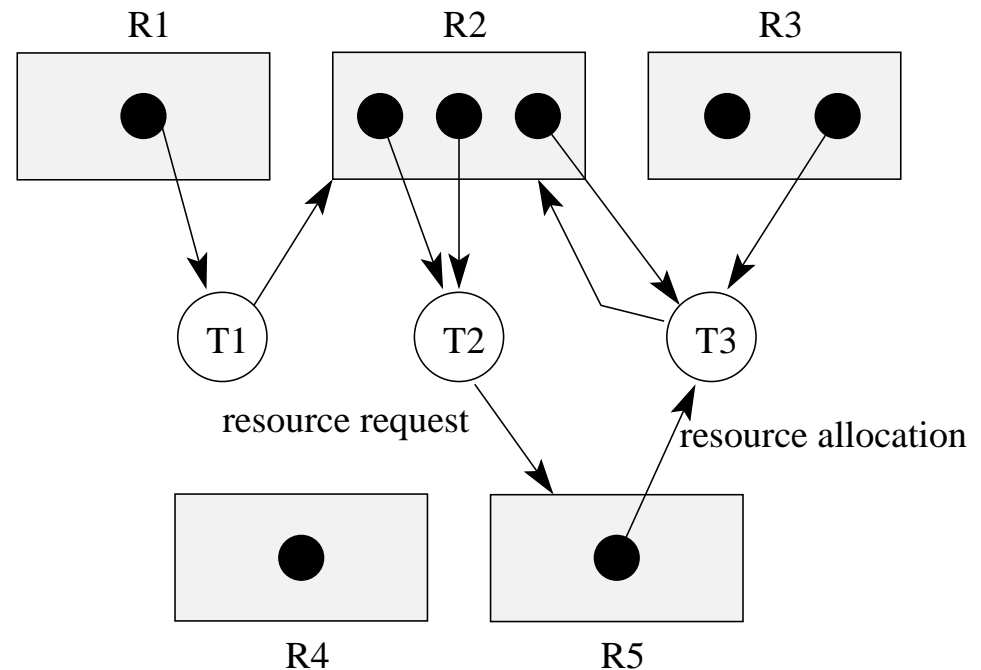 R1
R2
R3
T1
T2
T3
resource request
resource allocation
R4
R5